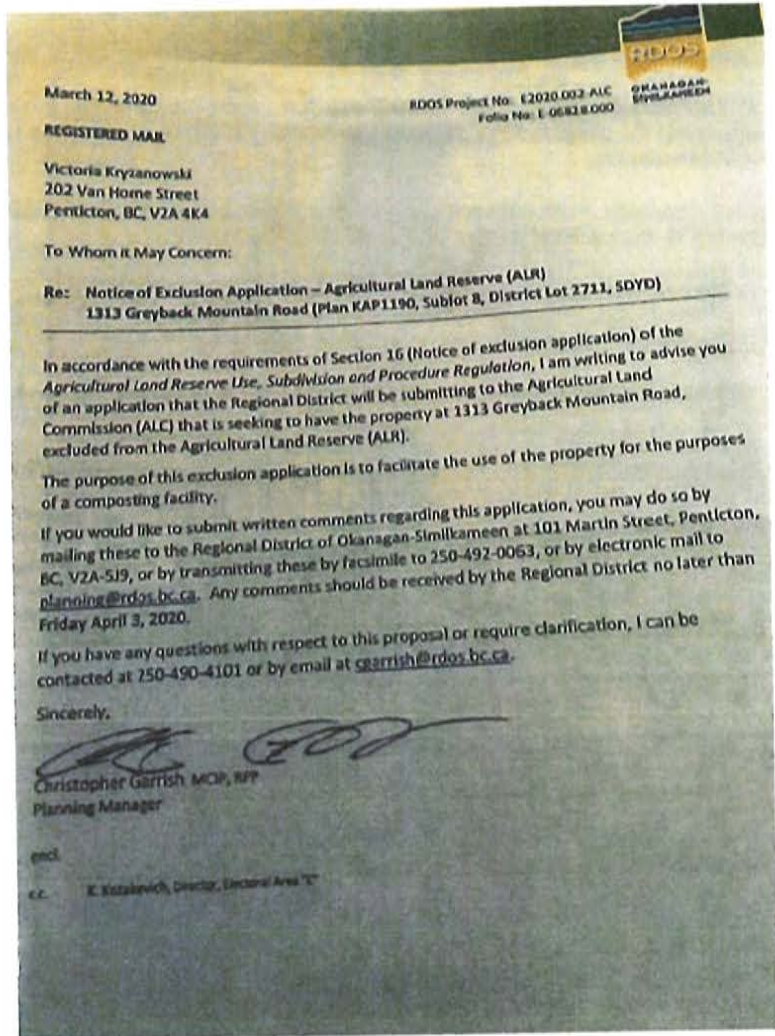 RDOS
OKANAGAN-
SIMILKAMEEN
March 12, 2020
RDOS Project No: E2020.002-ALC
Folio No: E-06828.000
REGISTERED MAIL
Victoria Kryzanowski
202 Van Horne Street
Penticton, BC, V2A 4K4
To Whom it May Concern:
Re: Notice of Exclusion Application – Agricultural Land Reserve (ALR)
1313 Greyback Mountain Road (Plan KAP1190, Sublot 8, District Lot 2711, SDYD)
In accordance with the requirements of Section 16 (Notice of exclusion application) of the
Agricultural Land Reserve Use, Subdivision and Procedure Regulation, I am writing to advise you
of an application that the Regional District will be submitting to the Agricultural Land
Commission (ALC) that is seeking to have the property at 1313 Greyback Mountain Road,
excluded from the Agricultural Land Reserve (ALR).
The purpose of this exclusion application is to facilitate the use of the property for the purposes
of a composting facility.
If you would like to submit written comments regarding this application, you may do so by
mailing these to the Regional District of Okanagan-Similkameen at 101 Martin Street, Penticton,
BC, V2A-5J9, or by transmitting these by facsimile to 250-492-0063, or by electronic mail to
planning@rdos.bc.ca. Any comments should be received by the Regional District no later than
Friday April 3, 2020.
If you have any questions with respect to this proposal or require clarification, I can be
contacted at 250-490-4101 or by email at cgarrish@rdos.bc.ca.
Sincerely,
Christopher Garrish MCIP, RPP
Planning Manager
encl.
c.c. K. Kozakevich, Director, Electoral Area "E"